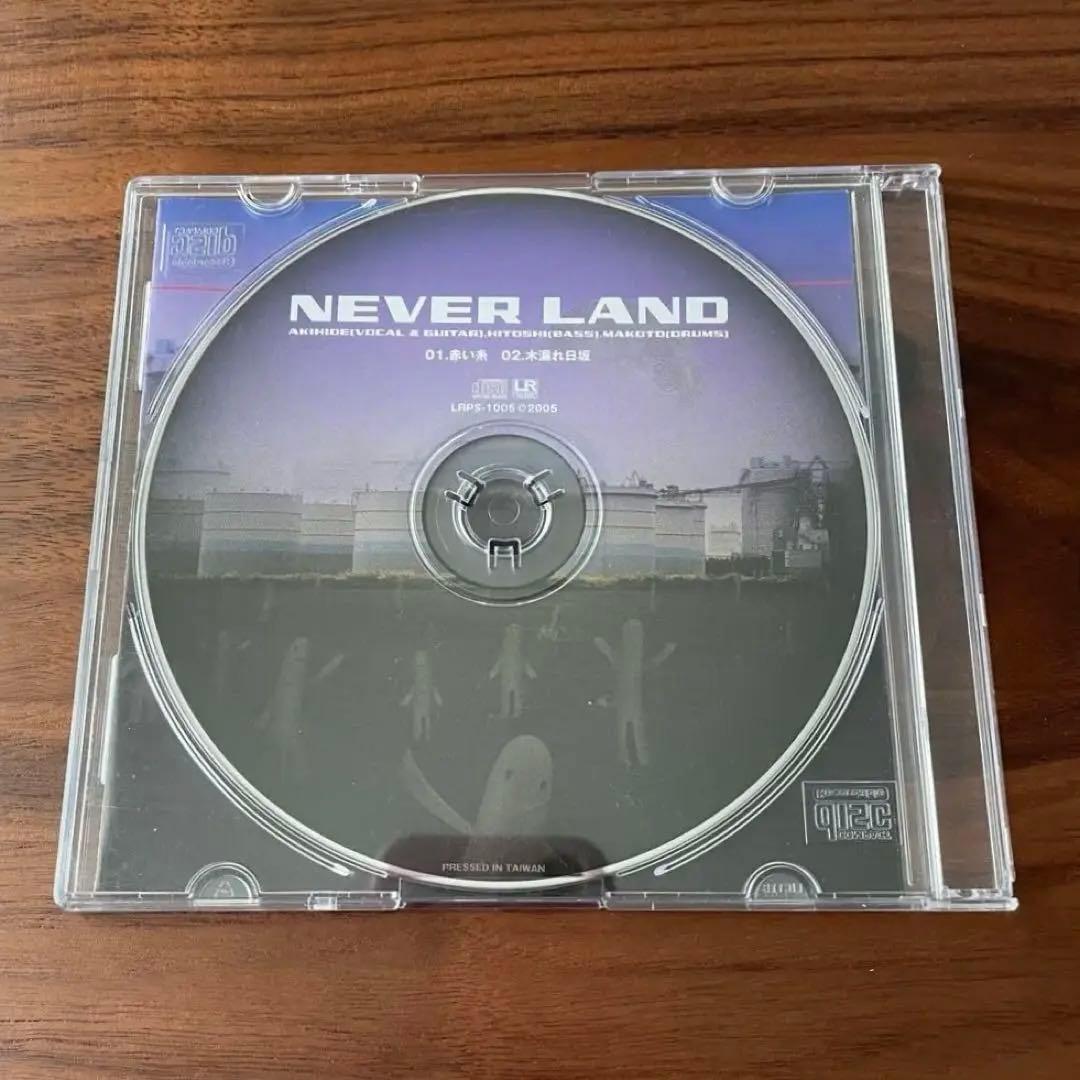 NEVER LAND
AKIHIDE(VOCAL & GUITAR).HITOSHI(BASS).MAKOTO(DRUMS)
01.赤い糸 02.木漏れ日坂
LRPS-1005 ©2005
PRESSED IN TAIWAN